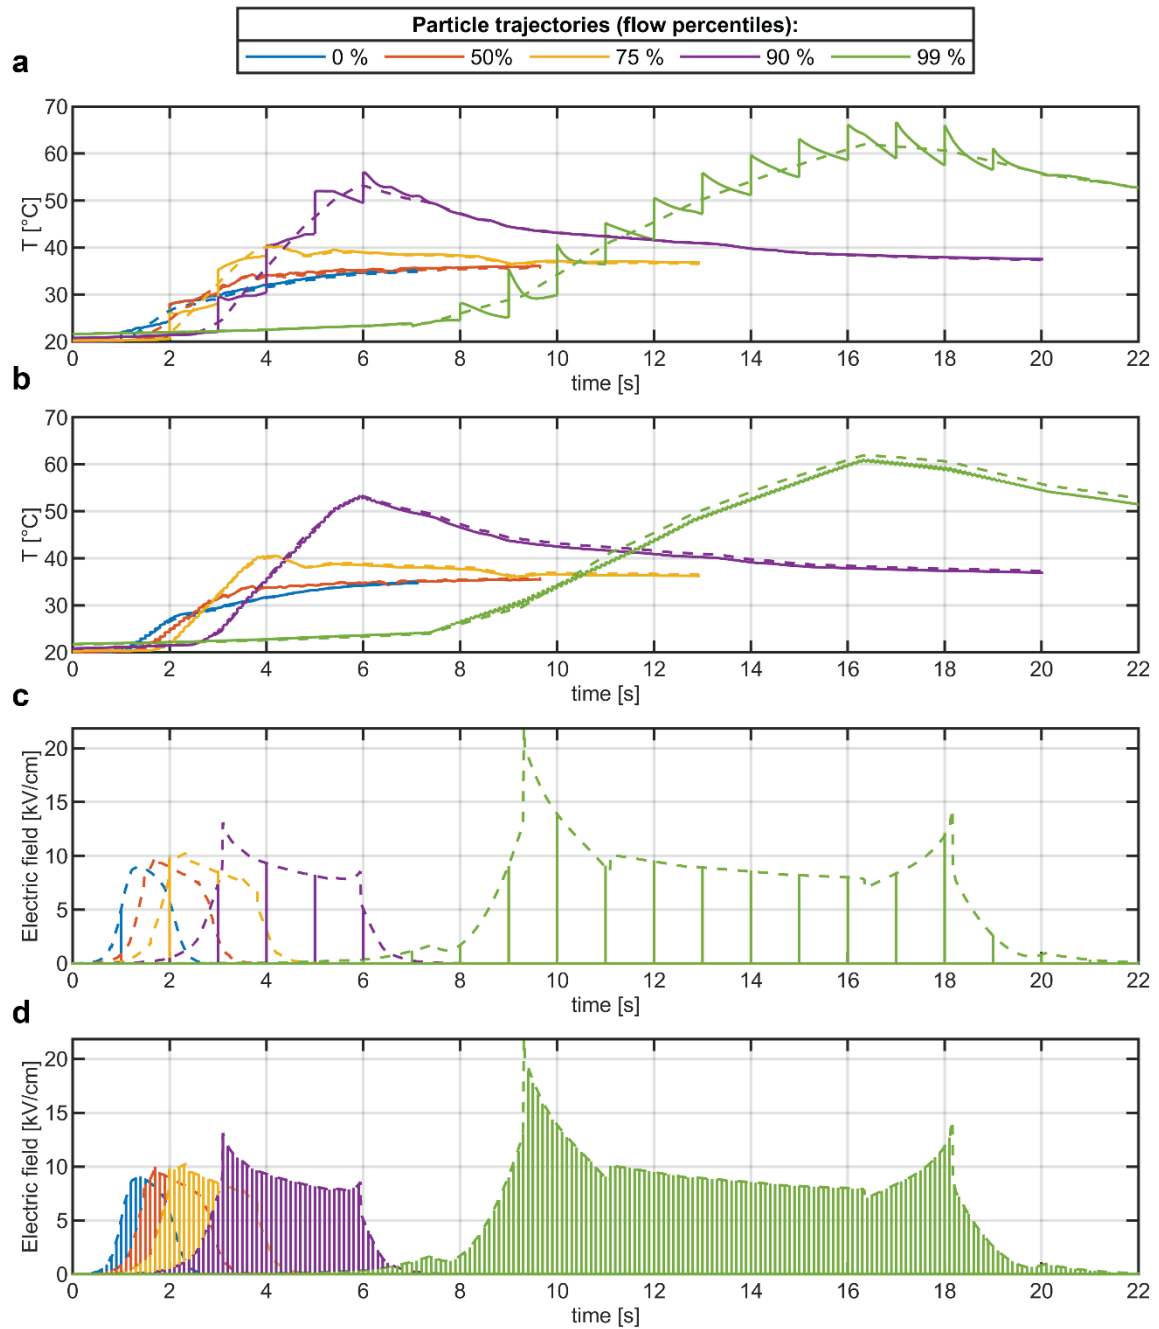 Particle trajectories (flow percentiles):
0 % 50% 75 % 90 % 99 %
a
70
60
50
40
30
20
T [°C]
0 2 4 6 8 10 12 14 16 18 20 22
time [s]
b
70
60
50
40
30
20
T [°C]
0 2 4 6 8 10 12 14 16 18 20 22
time [s]
c
20
15
10
5
0
Electric field [kV/cm]
0 2 4 6 8 10 12 14 16 18 20 22
time [s]
d
20
15
10
5
0
Electric field [kV/cm]
0 2 4 6 8 10 12 14 16 18 20 22
time [s]